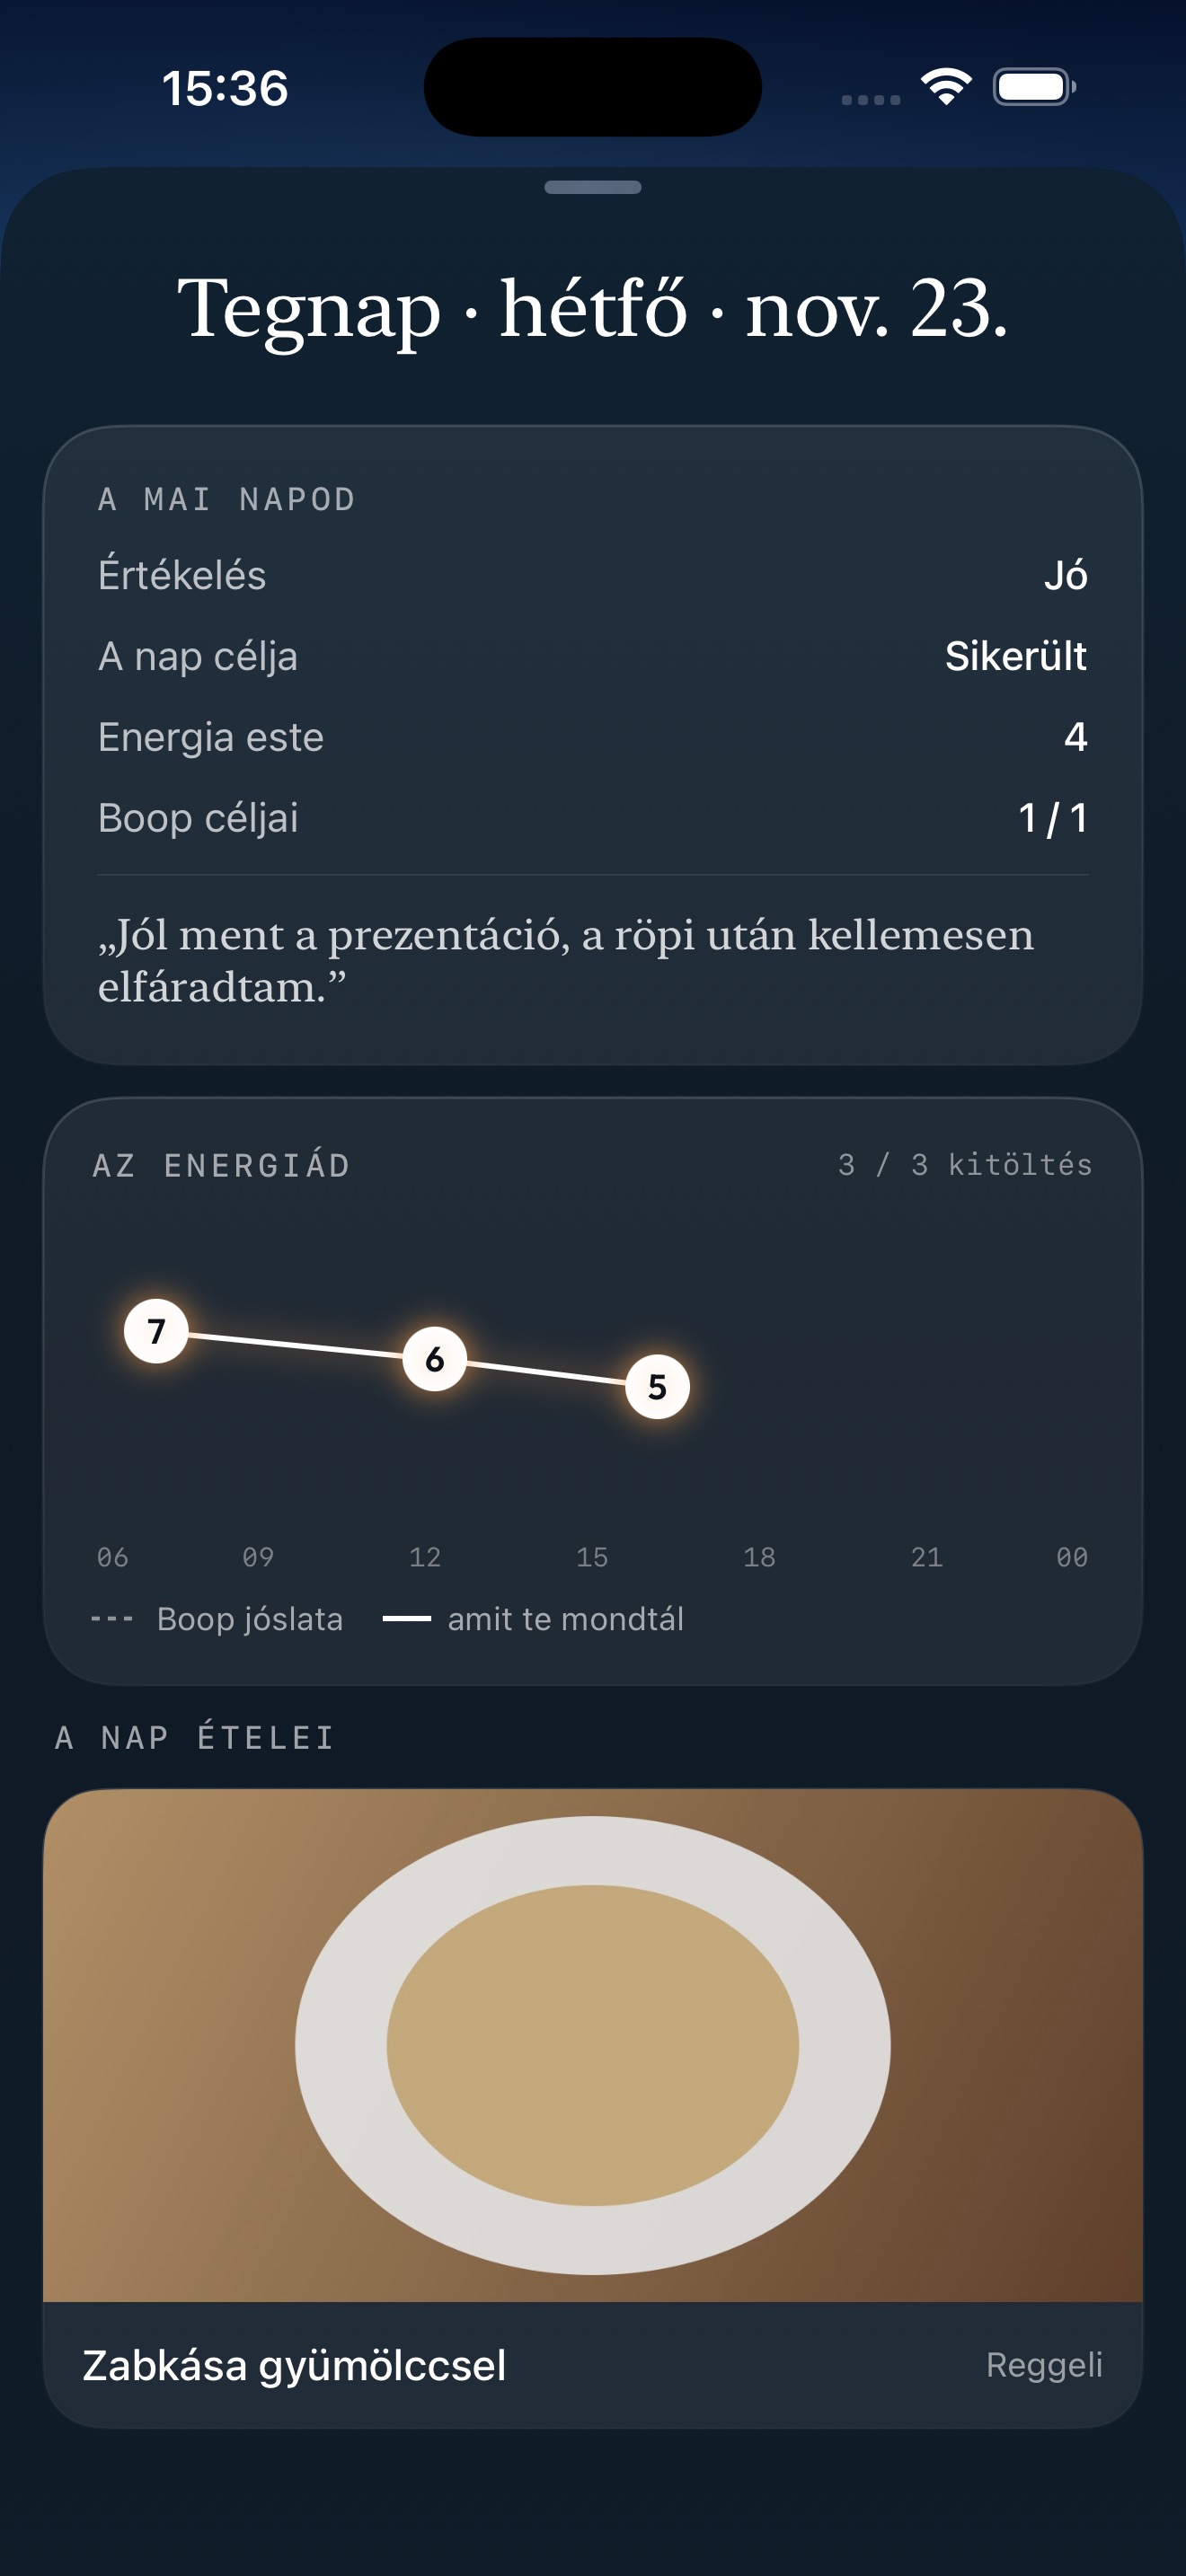 15:36
Tegnap · hétfő · nov. 23.
A MAI NAPOD
Értékelés Jó
A nap célja Sikerült
Energia este 4
Boop céljai 1 / 1
„Jól ment a prezentáció, a röpi után kellemesen
elfáradtam.”
AZ ENERGIÁD 3 / 3 kitöltés
7
6
5
06 09 12 15 18 21 00
Boop jóslata amit te mondtál
A NAP ÉTELEI
Zabkása gyümölccsel Reggeli